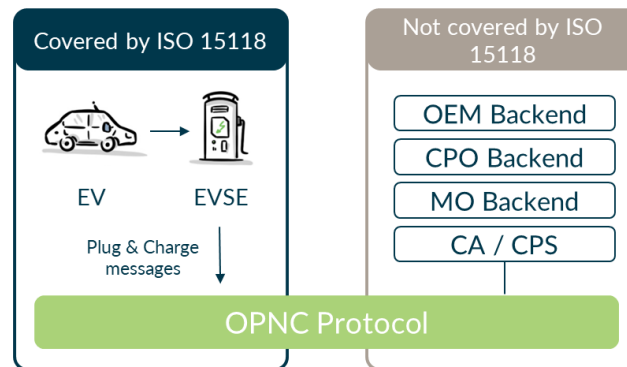 Covered by ISO 15118
EV
EVSE
Plug & Charge
messages
Not covered by ISO
15118
OEM Backend
CPO Backend
MO Backend
CA / CPS
OPNC Protocol